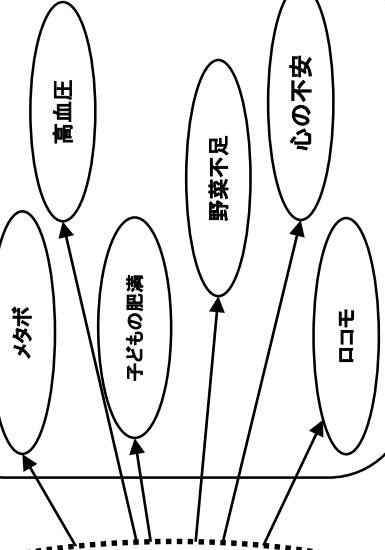 高血圧
心の不安
野菜不足
メタボ
子どもの肥満
ロコモ